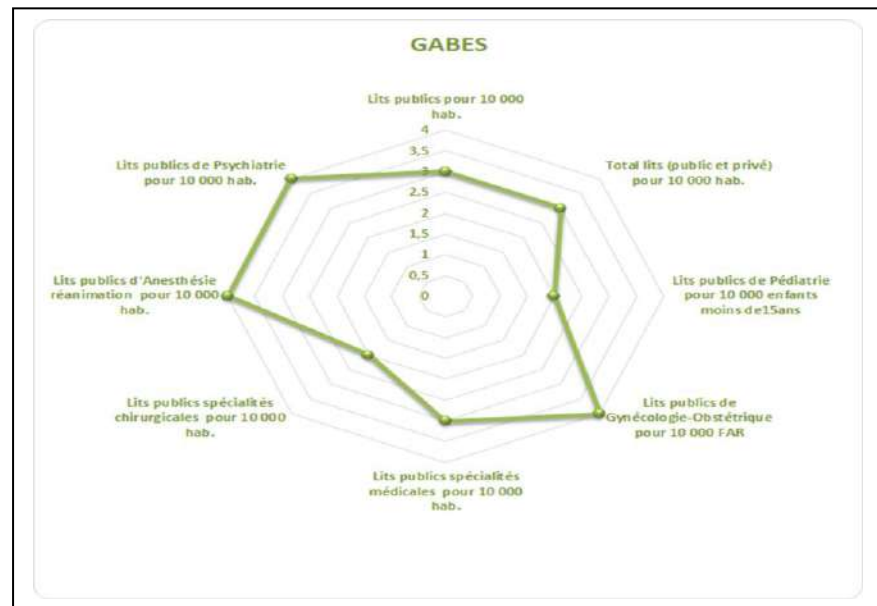 GABES
Lits publics pour 10 000
hab.
4
3,5
3
2,5
2
1,5
1
0,5
0
Total lits (public et privé)
pour 10 000 hab.
Lits publics de Pédiatrie
pour 10 000 enfants
moins de15ans
Lits publics de
Gynécologie-Obstétrique
pour 10 000 FAR
Lits publics spécialités
médicales pour 10 000
hab.
Lits publics spécialités
chirurgicales pour 10 000
hab.
Lits publics d'Anesthésie
réanimation pour 10 000
hab.
Lits publics de Psychiatrie
pour 10 000 hab.